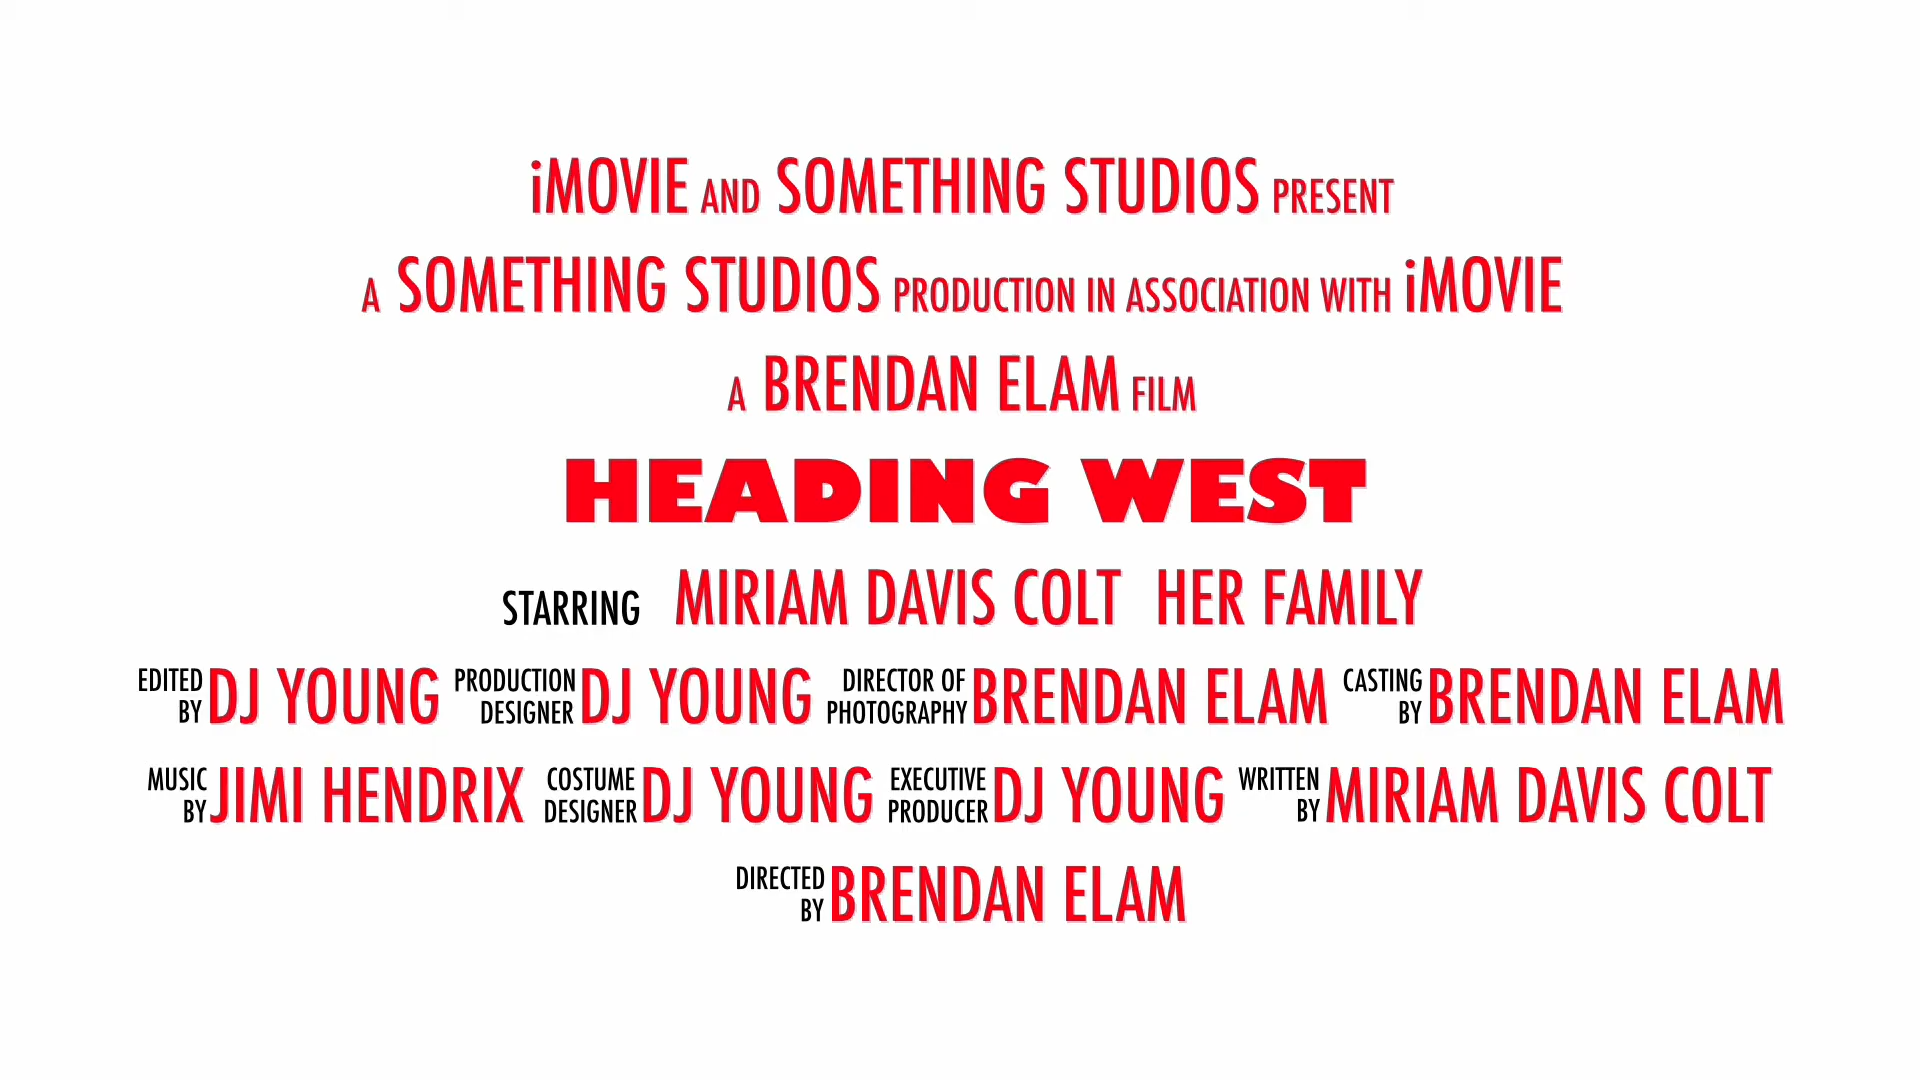 iMOVIE AND SOMETHING STUDIOS PRESENT
A SOMETHING STUDIOS PRODUCTION IN ASSOCIATION WITH iMOVIE
A BRENDAN ELAM FILM
HEADING WEST
STARRING MIRIAM DAVIS COLT HER FAMILY
EDITED BY DJ YOUNG PRODUCTION DESIGNER DJ YOUNG DIRECTOR OF PHOTOGRAPHY BRENDAN ELAM CASTING BY BRENDAN ELAM
MUSIC BY JIMI HENDRIX COSTUME DESIGNER DJ YOUNG EXECUTIVE PRODUCER DJ YOUNG WRITTEN BY MIRIAM DAVIS COLT
DIRECTED BY BRENDAN ELAM